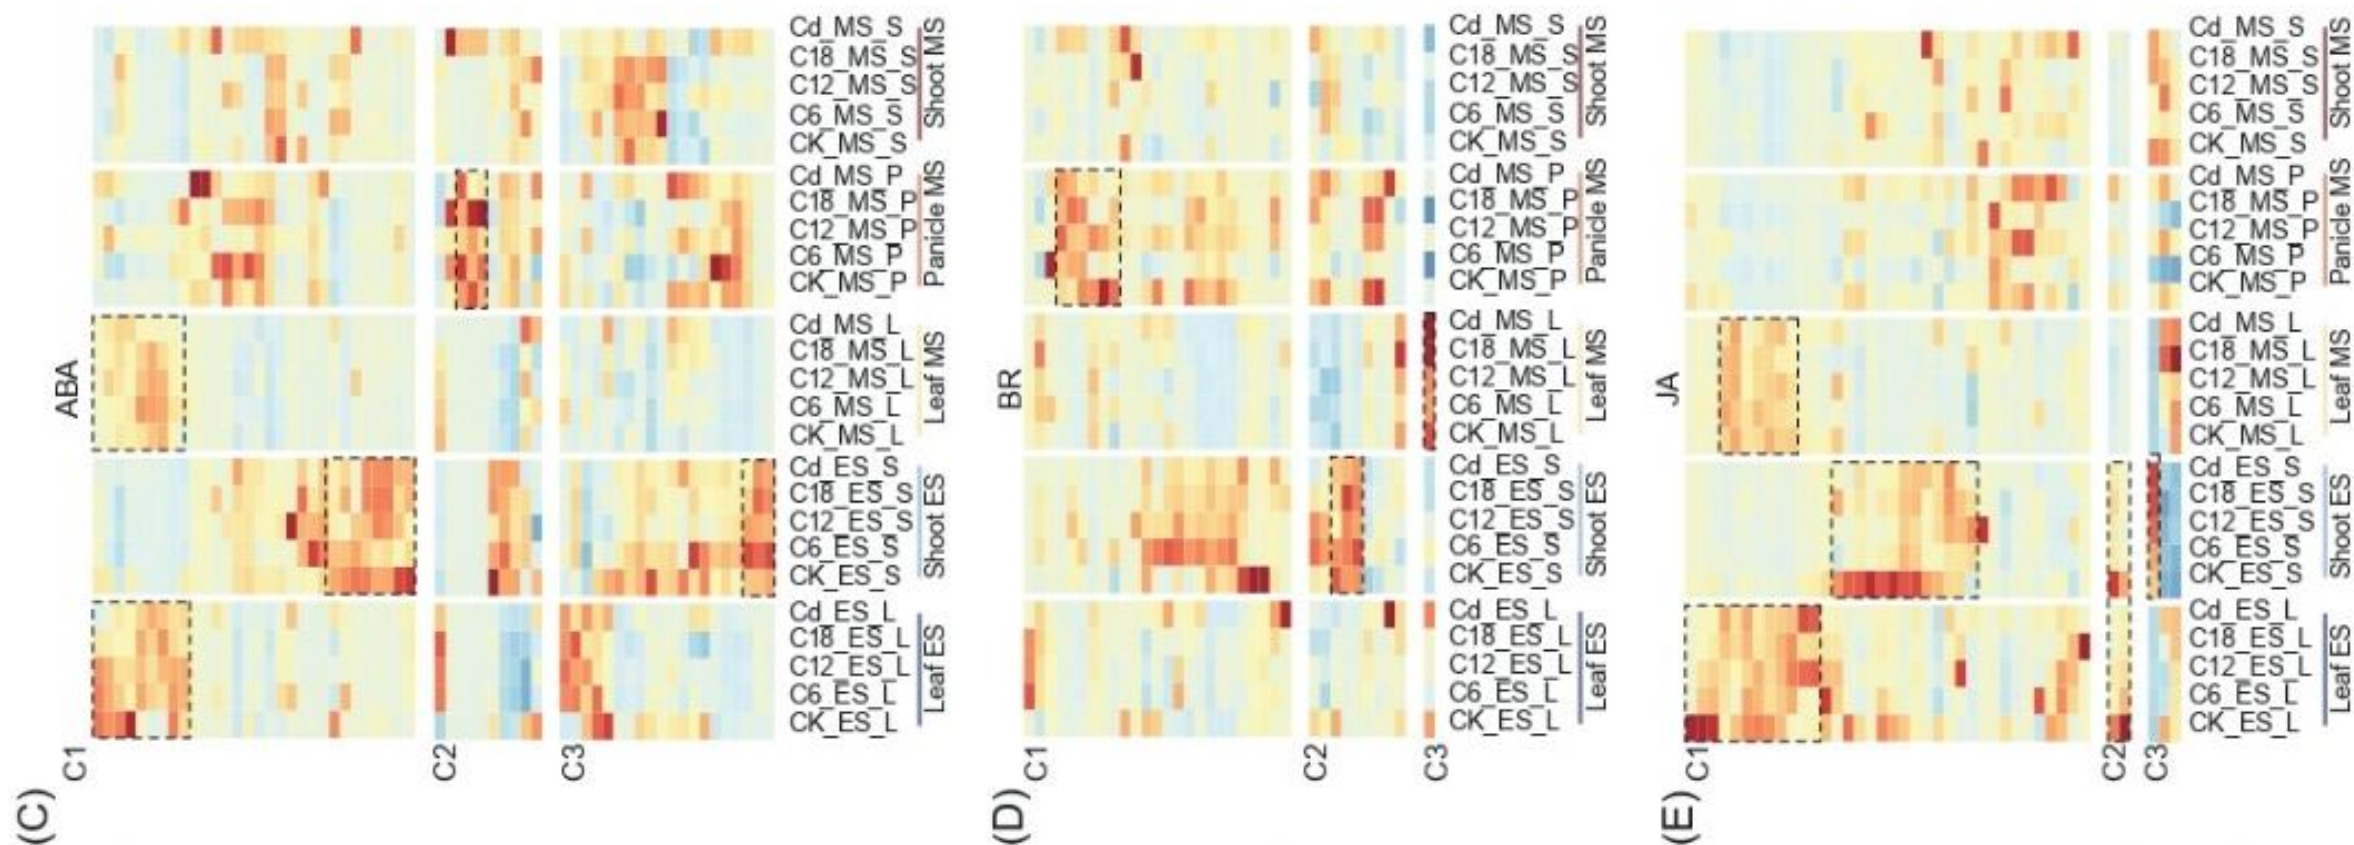 (C)
ABA
C1
C2
C3
CK_ES_L
C6_ES_L
C12_ES_L
C18_ES_L
Cd_ES_L
CK_ES_S
C6_ES_S
C12_ES_S
C18_ES_S
Cd_ES_S
CK_MS_L
C6_MS_L
C12_MS_L
C18_MS_L
Cd_MS_L
CK_MS_P
C6_MS_P
C12_MS_P
C18_MS_P
Cd_MS_P
CK_MS_S
C6_MS_S
C12_MS_S
C18_MS_S
Cd_MS_S
Leaf ES
Shoot ES
Leaf MS
Panicle MS
Shoot MS
(D)
BR
C1
C2
C3
CK_ES_L
C6_ES_L
C12_ES_L
C18_ES_L
Cd_ES_L
CK_ES_S
C6_ES_S
C12_ES_S
C18_ES_S
Cd_ES_S
CK_MS_L
C6_MS_L
C12_MS_L
C18_MS_L
Cd_MS_L
CK_MS_P
C6_MS_P
C12_MS_P
C18_MS_P
Cd_MS_P
CK_MS_S
C6_MS_S
C12_MS_S
C18_MS_S
Cd_MS_S
Leaf ES
Shoot ES
Leaf MS
Panicle MS
Shoot MS
(E)
JA
C1
C2
C3
CK_ES_L
C6_ES_L
C12_ES_L
C18_ES_L
Cd_ES_L
CK_ES_S
C6_ES_S
C12_ES_S
C18_ES_S
Cd_ES_S
CK_MS_L
C6_MS_L
C12_MS_L
C18_MS_L
Cd_MS_L
CK_MS_P
C6_MS_P
C12_MS_P
C18_MS_P
Cd_MS_P
CK_MS_S
C6_MS_S
C12_MS_S
C18_MS_S
Cd_MS_S
Leaf ES
Shoot ES
Leaf MS
Panicle MS
Shoot MS